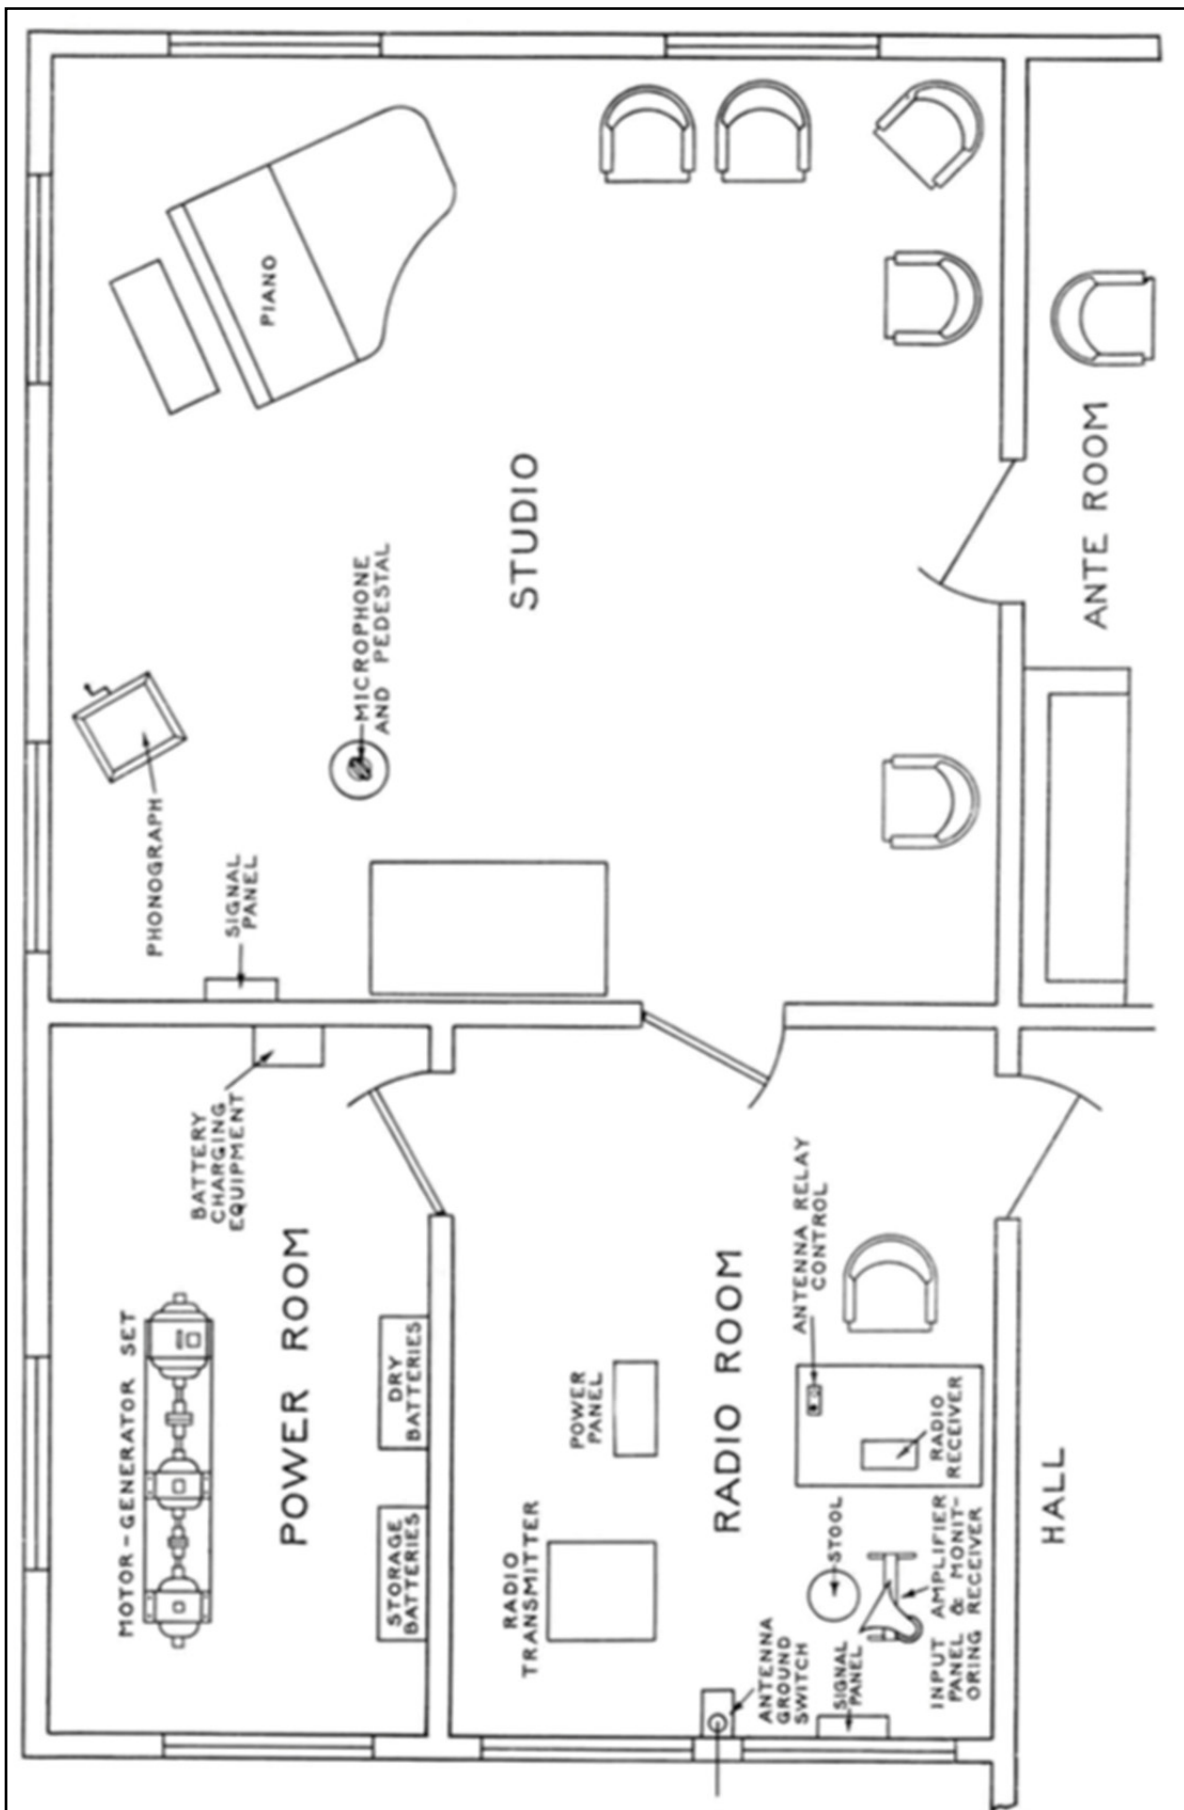 MOTOR-GENERATOR SET
BATTERY
CHARGING
EQUIPMENT
POWER ROOM
STORAGE
BATTERIES
DRY
BATTERIES
PHONOGRAPH
SIGNAL
PANEL
PIANO
MICROPHONE
AND PEDESTAL
STUDIO
RADIO
TRANSMITTER
POWER
PANEL
RADIO ROOM
ANTENNA
GROUND
SWITCH
STOOL
ANTENNA RELAY
CONTROL
SIGNAL
PANEL
INPUT AMPLIFIER
PANEL & MONIT-
ORING RECEIVER
RADIO
RECEIVER
HALL
ANTE ROOM